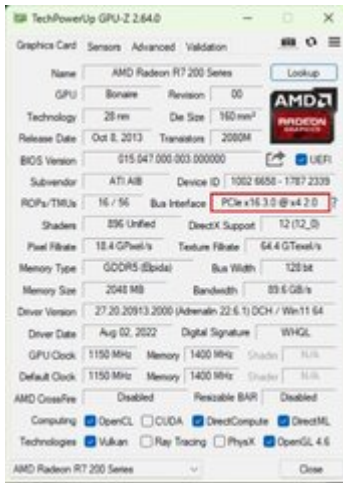 TechPowerUp GPU-Z 2.64.0
Graphics Card Sensors Advanced Validation
Name AMD Radeon R7 200 Series Lookup
GPU Bonaire Revision 00
AMD
RADEON
GRAPHICS
Technology 28 nm Die Size 160 mm²
Release Date Oct 8, 2013 Transistors 2080M
BIOS Version 015.047.000.003.000000 UEFI
Subvendor ATI AIB Device ID 1002 6658 - 1787 2339
ROPs/TMUs 16 / 56 Bus Interface PCIe x16 3.0 @ x4 2.0 ?
Shaders 896 Unified DirectX Support 12 (12_0)
Pixel Fillrate 18.4 GPixel/s Texture Fillrate 64.4 GTexel/s
Memory Type GDDR5 (Elpida) Bus Width 128 bit
Memory Size 2048 MB Bandwidth 89.6 GB/s
Driver Version 27.20.20913.2000 (Adrenalin 22.6.1) DCH / Win11 64
Driver Date Aug 02, 2022 Digital Signature WHQL
GPU Clock 1150 MHz Memory 1400 MHz Shader N/A
Default Clock 1150 MHz Memory 1400 MHz Shader N/A
AMD CrossFire Disabled Resizable BAR Disabled
Computing OpenCL CUDA DirectCompute DirectML
Technologies Vulkan Ray Tracing PhysX OpenGL 4.6
AMD Radeon R7 200 Series Close